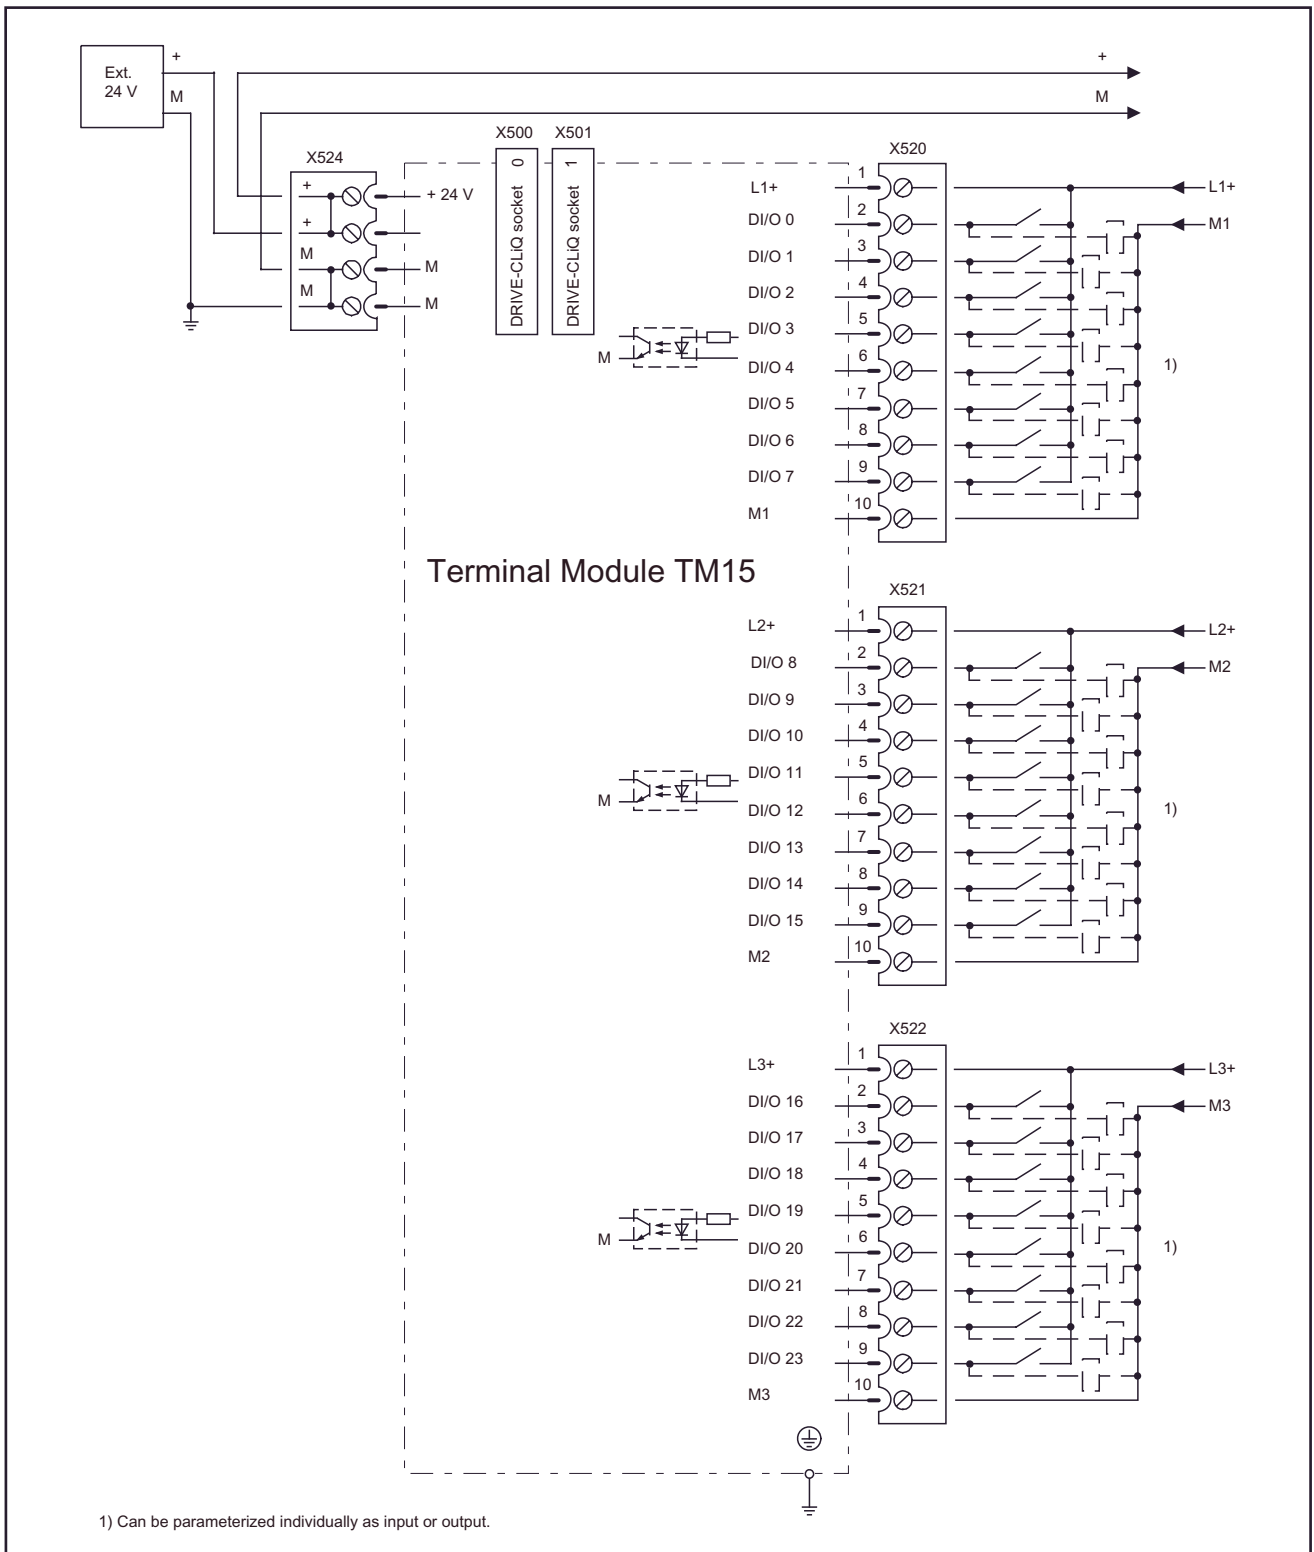 Ext.
24 V
+
M
+
M
X524
+
+
M
M
+ 24 V
M
M
X500
X501
DRIVE-CLiQ socket 0
DRIVE-CLiQ socket 1
X520
L1+ 1 L1+
DI/O 0 2 M1
DI/O 1 3
DI/O 2 4
DI/O 3 5
M
DI/O 4 6 1)
DI/O 5 7
DI/O 6 8
DI/O 7 9
M1 10
Terminal Module TM15
X521
L2+ 1 L2+
DI/O 8 2 M2
DI/O 9 3
DI/O 10 4
DI/O 11 5
M
DI/O 12 6 1)
DI/O 13 7
DI/O 14 8
DI/O 15 9
M2 10
X522
L3+ 1 L3+
DI/O 16 2 M3
DI/O 17 3
DI/O 18 4
DI/O 19 5
M
DI/O 20 6 1)
DI/O 21 7
DI/O 22 8
DI/O 23 9
M3 10
1) Can be parameterized individually as input or output.